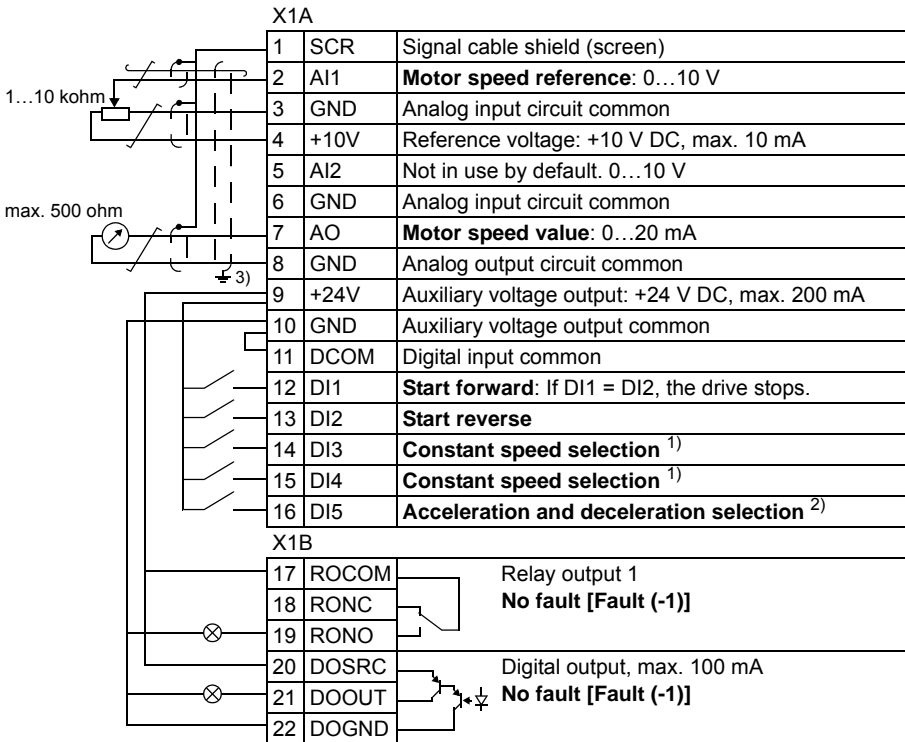 X1A
1 SCR Signal cable shield (screen)
2 AI1 Motor speed reference: 0…10 V
1…10 kohm
3 GND Analog input circuit common
4 +10V Reference voltage: +10 V DC, max. 10 mA
5 AI2 Not in use by default. 0…10 V
6 GND Analog input circuit common
max. 500 ohm
7 AO Motor speed value: 0…20 mA
8 GND Analog output circuit common
3)
9 +24V Auxiliary voltage output: +24 V DC, max. 200 mA
10 GND Auxiliary voltage output common
11 DCOM Digital input common
12 DI1 Start forward: If DI1 = DI2, the drive stops.
13 DI2 Start reverse
14 DI3 Constant speed selection 1)
15 DI4 Constant speed selection 1)
16 DI5 Acceleration and deceleration selection 2)
X1B
17 ROCOM Relay output 1
18 RONC No fault [Fault (-1)]
19 RONO
20 DOSRC Digital output, max. 100 mA
21 DOOUT No fault [Fault (-1)]
22 DOGND